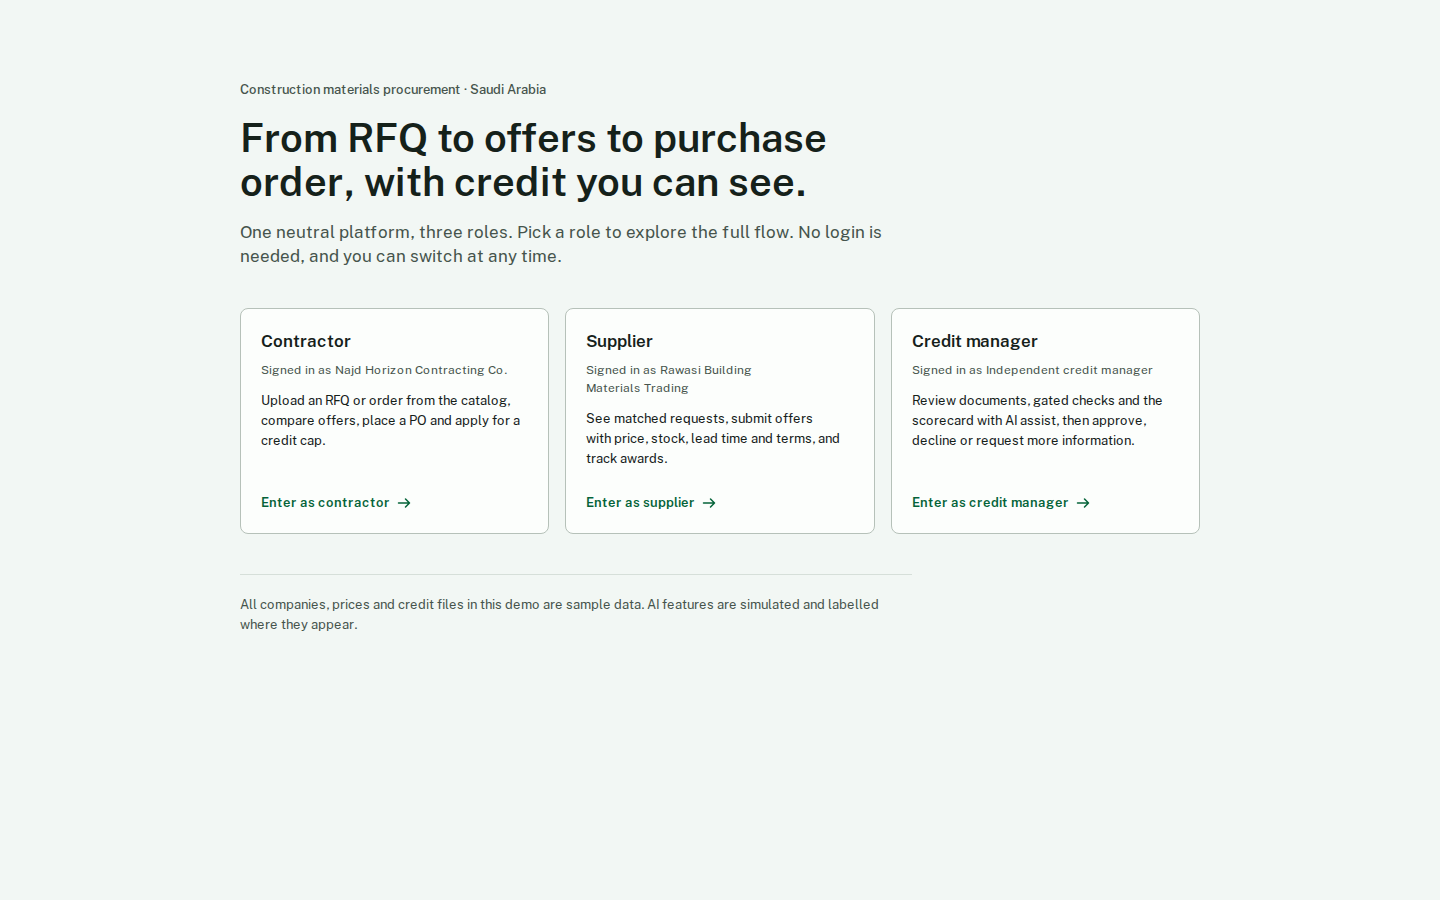 Construction materials procurement · Saudi Arabia
From RFQ to offers to purchase
order, with credit you can see.
One neutral platform, three roles. Pick a role to explore the full flow. No login is
needed, and you can switch at any time.
Contractor
Signed in as Najd Horizon Contracting Co.
Upload an RFQ or order from the catalog,
compare offers, place a PO and apply for a
credit cap.
Enter as contractor →
Supplier
Signed in as Rawasi Building
Materials Trading
See matched requests, submit offers
with price, stock, lead time and terms, and
track awards.
Enter as supplier →
Credit manager
Signed in as Independent credit manager
Review documents, gated checks and the
scorecard with AI assist, then approve,
decline or request more information.
Enter as credit manager →
All companies, prices and credit files in this demo are sample data. AI features are simulated and labelled
where they appear.